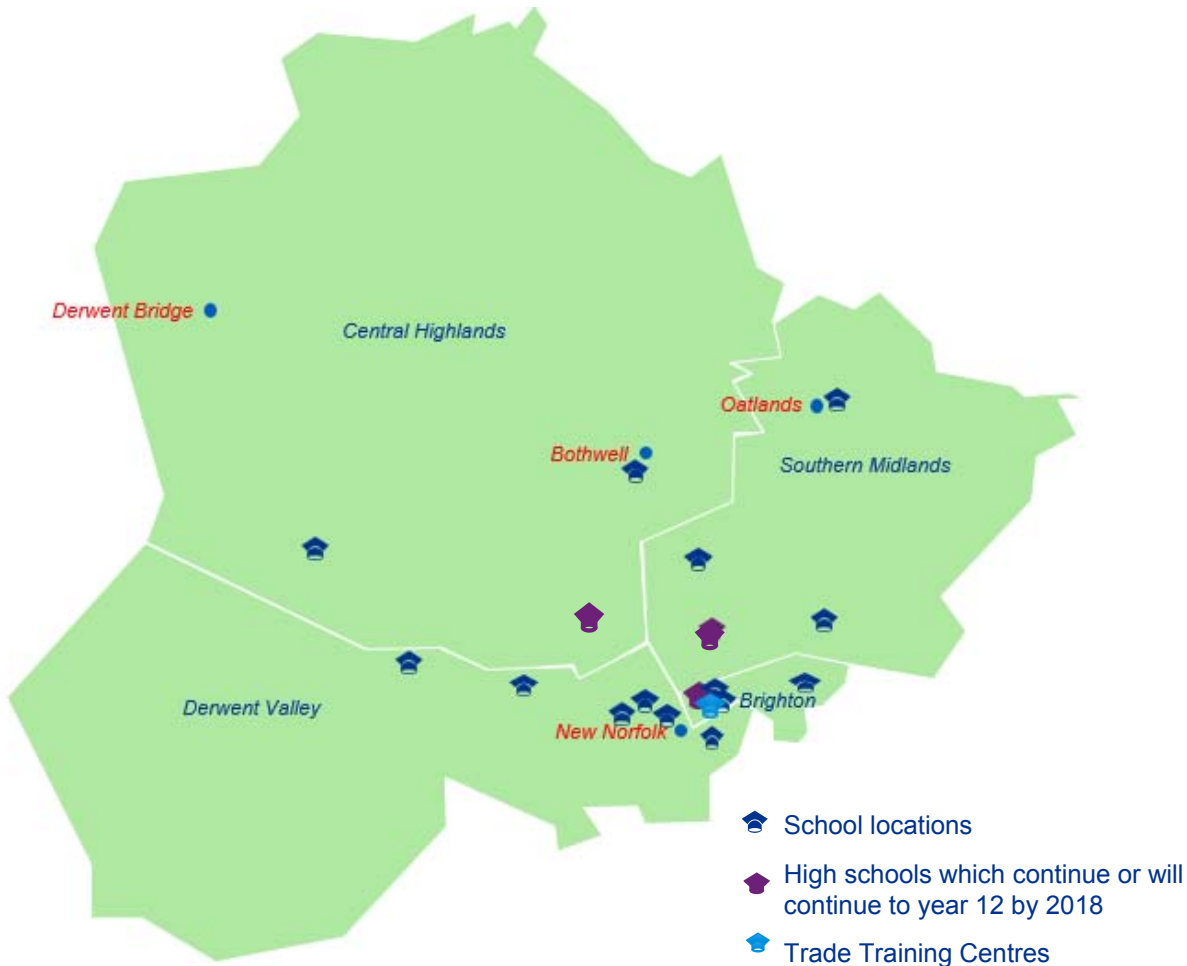 Derwent Bridge
Central Highlands
Oatlands
Bothwell
Southern Midlands
Derwent Valley
Brighton
New Norfolk
School locations
High schools which continue or will
continue to year 12 by 2018
Trade Training Centres